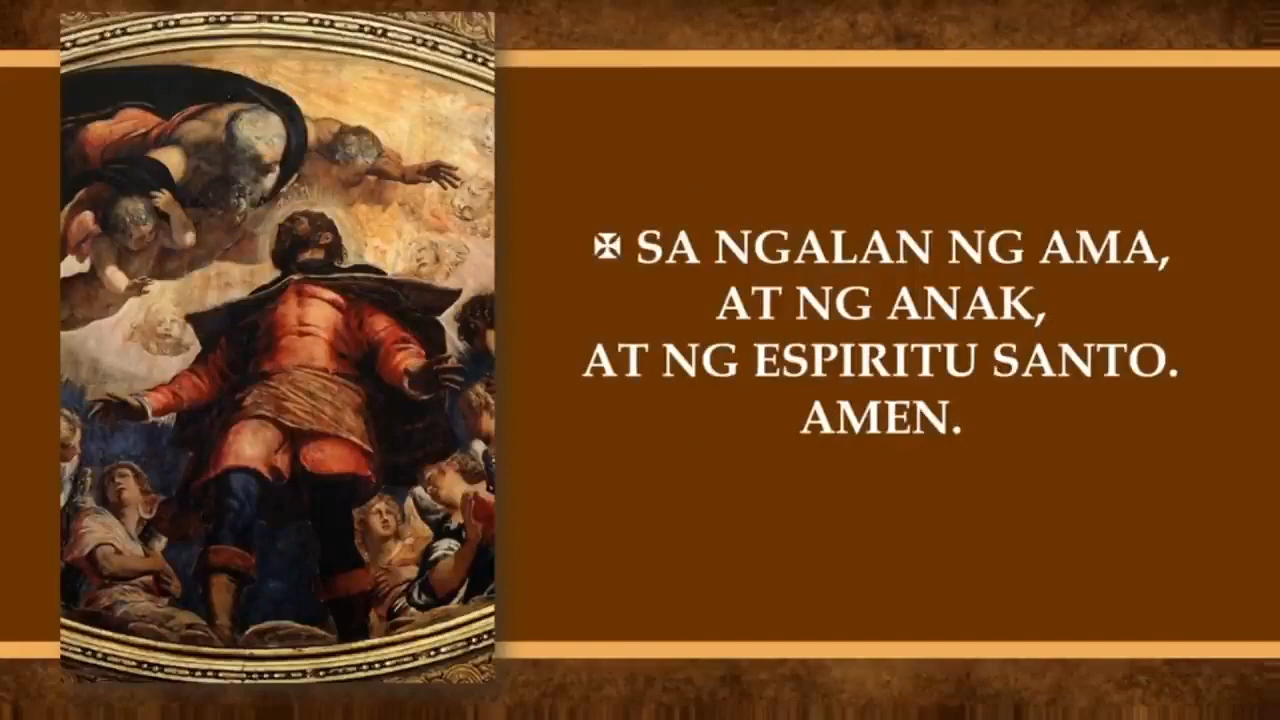 ✠ SA NGALAN NG AMA,
AT NG ANAK,
AT NG ESPIRITU SANTO.
AMEN.